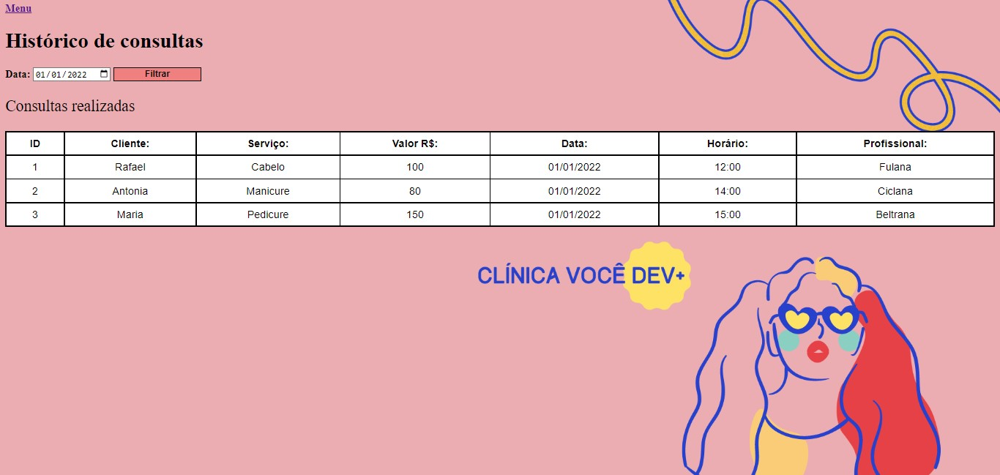 Menu
Histórico de consultas
Data: 01/01/2022 Filtrar
Consultas realizadas
ID Cliente: Serviço: Valor R$: Data: Horário: Profissional:
1 Rafael Cabelo 100 01/01/2022 12:00 Fulana
2 Antonia Manicure 80 01/01/2022 14:00 Ciclana
3 Maria Pedicure 150 01/01/2022 15:00 Beltrana
CLÍNICA VOCÊ DEV+